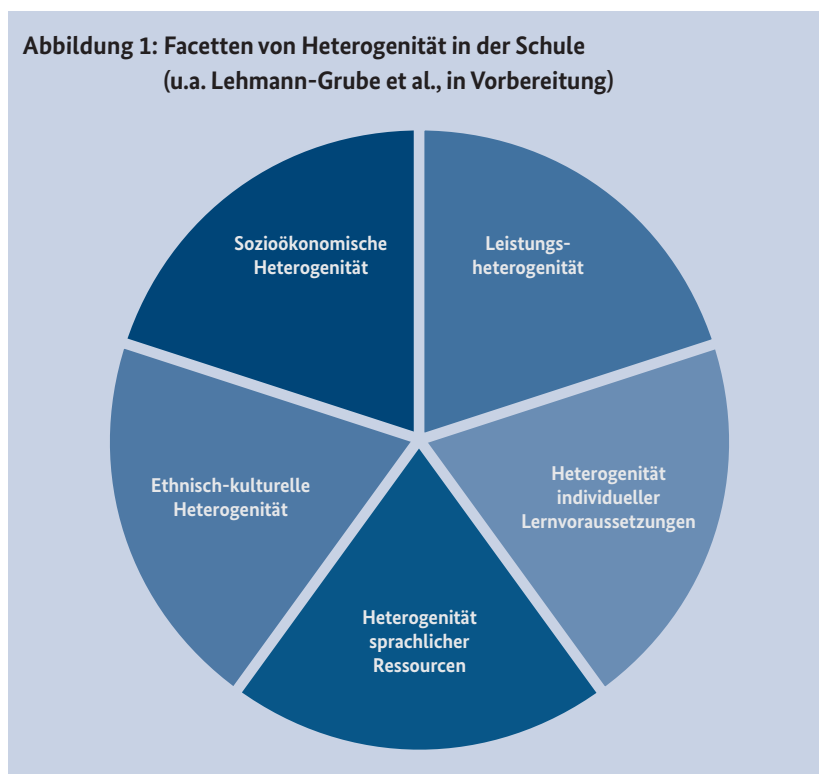 Abbildung 1: Facetten von Heterogenität in der Schule
(u.a. Lehmann-Grube et al., in Vorbereitung)
Sozioökonomische
Heterogenität
Leistungs-
heterogenität
Ethnisch-kulturelle
Heterogenität
Heterogenität
individueller
Lernvoraussetzungen
Heterogenität
sprachlicher
Ressourcen